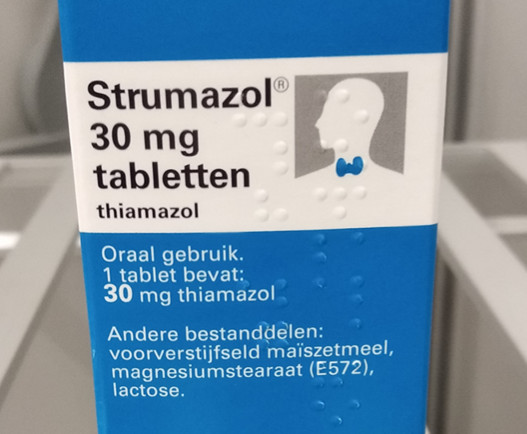 Strumazol®
30 mg
tabletten
thiamazol
Oraal gebruik.
1 tablet bevat:
30 mg thiamazol
Andere bestanddelen:
voorverstijfseld maïszetmeel,
magnesiumstearaat (E572),
lactose.